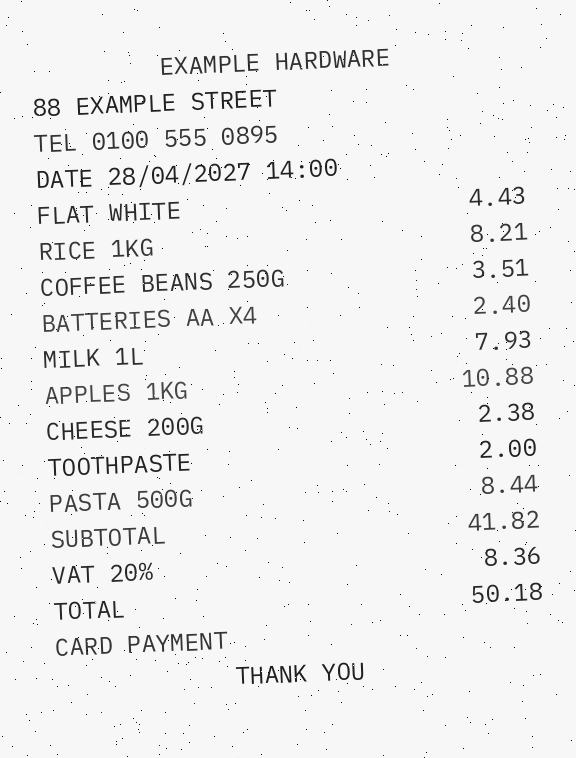 EXAMPLE HARDWARE
88 EXAMPLE STREET
TEL 0100 555 0895
DATE 28/04/2027 14:00
FLAT WHITE 4.43
RICE 1KG 8.21
COFFEE BEANS 250G 3.51
BATTERIES AA X4 2.40
MILK 1L 7.93
APPLES 1KG 10.88
CHEESE 200G 2.38
TOOTHPASTE 2.00
PASTA 500G 8.44
SUBTOTAL 41.82
VAT 20% 8.36
TOTAL 50.18
CARD PAYMENT
THANK YOU